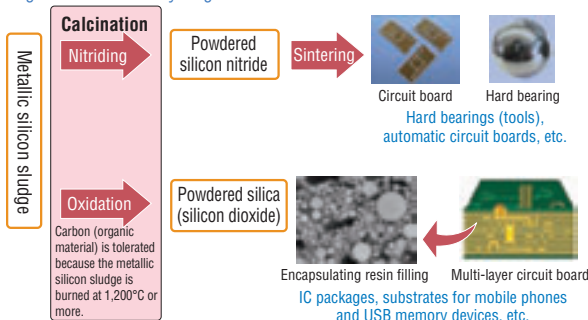 Calcination
Metallic silicon sludge
Nitriding
Powdered
silicon nitride
Sintering
Circuit board
Hard bearing
Hard bearings (tools),
automatic circuit boards, etc.
Oxidation
Powdered silica
(silicon dioxide)
Carbon (organic
material) is tolerated
because the metallic
silicon sludge is
burned at 1,200°C or
more.
Encapsulating resin filling
Multi-layer circuit board
IC packages, substrates for mobile phones
and USB memory devices, etc.